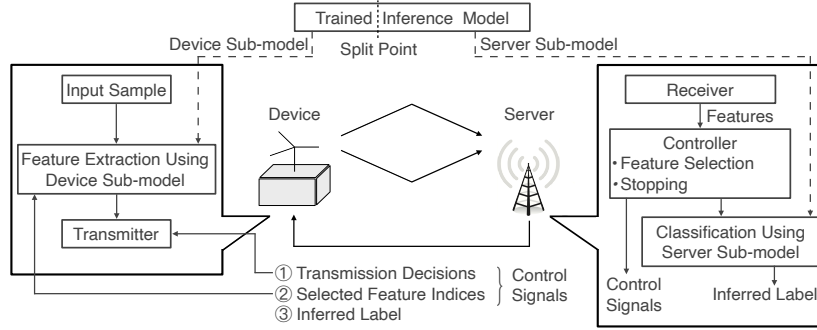 Trained Inference Model
Device Sub-model
Split Point
Server Sub-model
Input Sample
Feature Extraction Using
Device Sub-model
Transmitter
Device
Server
Receiver
Features
Controller
• Feature Selection
• Stopping
Classification Using
Server Sub-model
Control
Signals
Inferred Label
① Transmission Decisions
② Selected Feature Indices
③ Inferred Label
Control
Signals